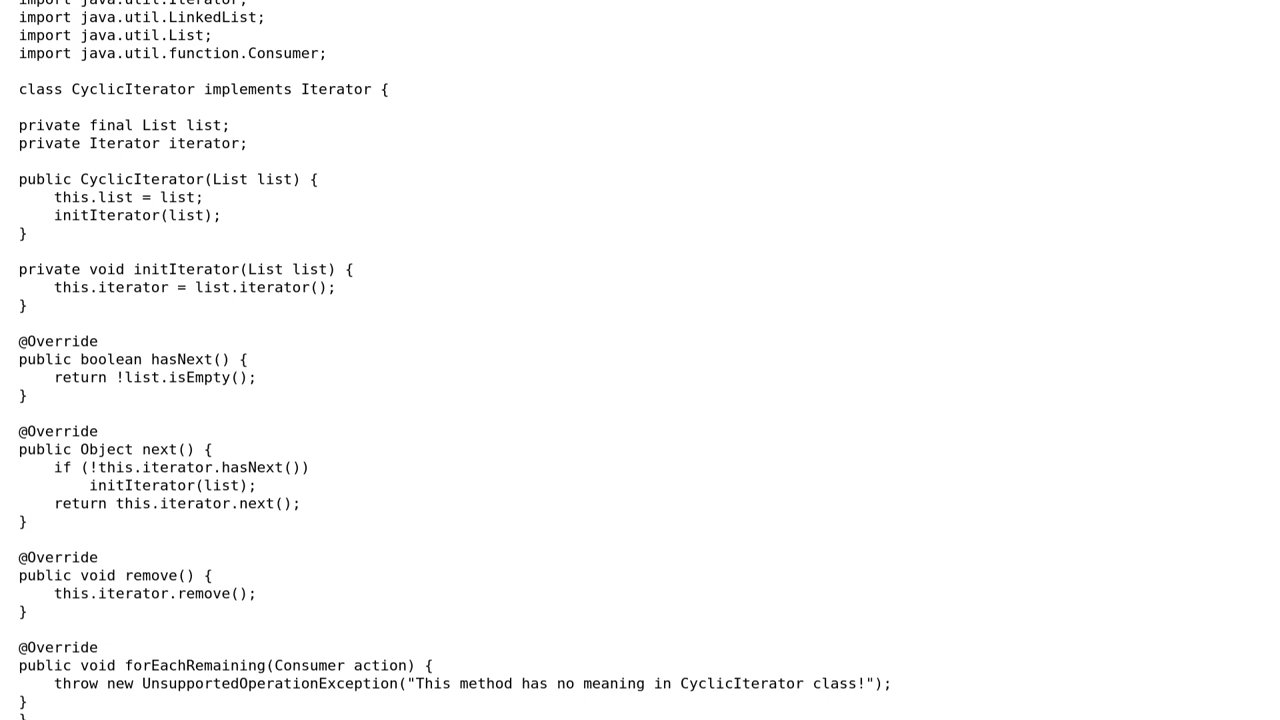 import java.util.Iterator;
import java.util.LinkedList;
import java.util.List;
import java.util.function.Consumer;
class CyclicIterator implements Iterator {
private final List list;
private Iterator iterator;
public CyclicIterator(List list) {
    this.list = list;
    initIterator(list);
}
private void initIterator(List list) {
    this.iterator = list.iterator();
}
@Override
public boolean hasNext() {
    return !list.isEmpty();
}
@Override
public Object next() {
    if (!this.iterator.hasNext())
        initIterator(list);
    return this.iterator.next();
}
@Override
public void remove() {
    this.iterator.remove();
}
@Override
public void forEachRemaining(Consumer action) {
    throw new UnsupportedOperationException("This method has no meaning in CyclicIterator class!");
}
}